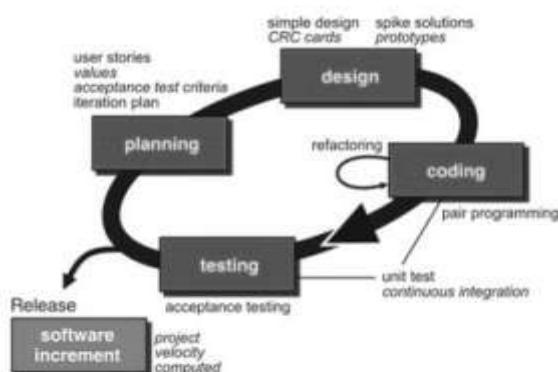 simple design
CRC cards
spike solutions
prototypes
user stories
values
acceptance test criteria
iteration plan
design
planning
refactoring
coding
pair programming
testing
unit test
continuous integration
acceptance testing
Release
software
increment
project
velocity
computed